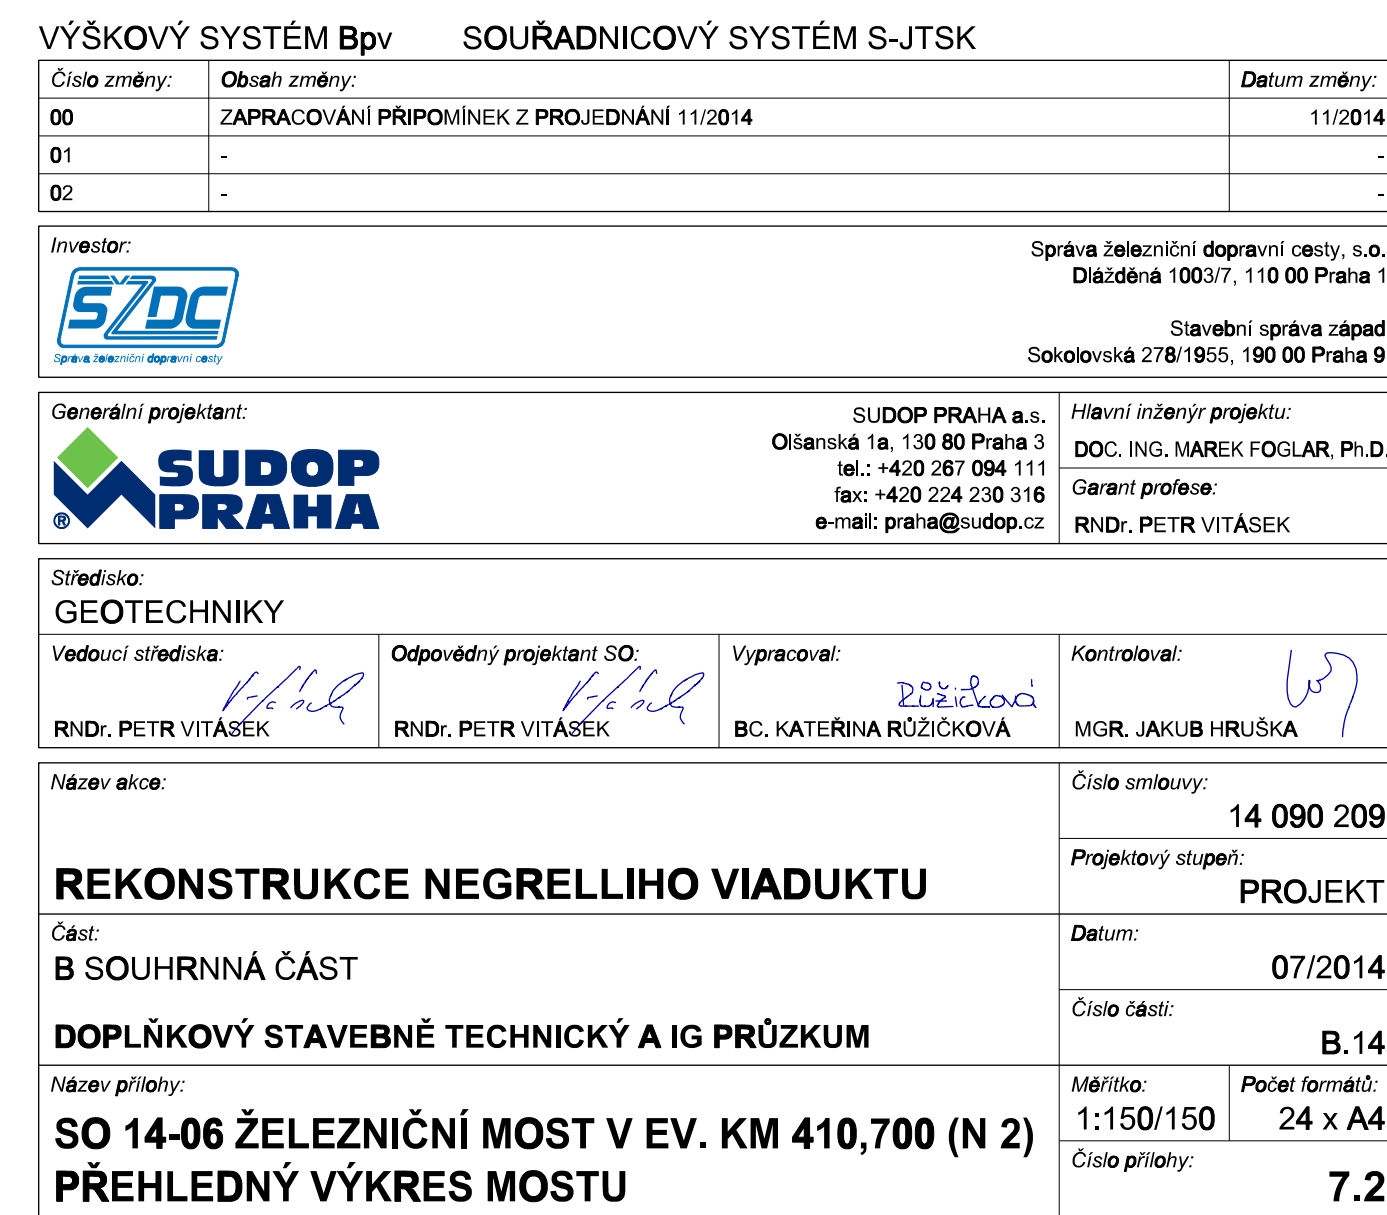 VÝŠKOVÝ SYSTÉM Bpv SOUŘADNICOVÝ SYSTÉM S-JTSK
Číslo změny: Obsah změny: Datum změny:
00 ZAPRACOVÁNÍ PŘIPOMÍNEK Z PROJEDNÁNÍ 11/2014 11/2014
01 - -
02 - -
Investor:
Správa železniční dopravní cesty, s.o.
Dlážděná 1003/7, 110 00 Praha 1
SŽDC
Správa železniční dopravní cesty
Stavební správa západ
Sokolovská 278/1955, 190 00 Praha 9
Generální projektant:
SUDOP
PRAHA
®
SUDOP PRAHA a.s.
Olšanská 1a, 130 80 Praha 3
tel.: +420 267 094 111
fax: +420 224 230 316
e-mail: praha@sudop.cz
Hlavní inženýr projektu:
DOC. ING. MAREK FOGLAR, Ph.D.
Garant profese:
RNDr. PETR VITÁSEK
Středisko:
GEOTECHNIKY
Vedoucí střediska:
RNDr. PETR VITÁSEK
Odpovědný projektant SO:
RNDr. PETR VITÁSEK
Vypracoval:
Růžičková
BC. KATEŘINA RŮŽIČKOVÁ
Kontroloval:
MGR. JAKUB HRUŠKA
Název akce:
REKONSTRUKCE NEGRELLIHO VIADUKTU
Číslo smlouvy:
14 090 209
Projektový stupeň:
PROJEKT
Část:
B SOUHRNNÁ ČÁST
DOPLŇKOVÝ STAVEBNĚ TECHNICKÝ A IG PRŮZKUM
Datum:
07/2014
Číslo části:
B.14
Název přílohy:
SO 14-06 ŽELEZNIČNÍ MOST V EV. KM 410,700 (N 2)
PŘEHLEDNÝ VÝKRES MOSTU
Měřítko:
1:150/150
Počet formátů:
24 x A4
Číslo přílohy:
7.2